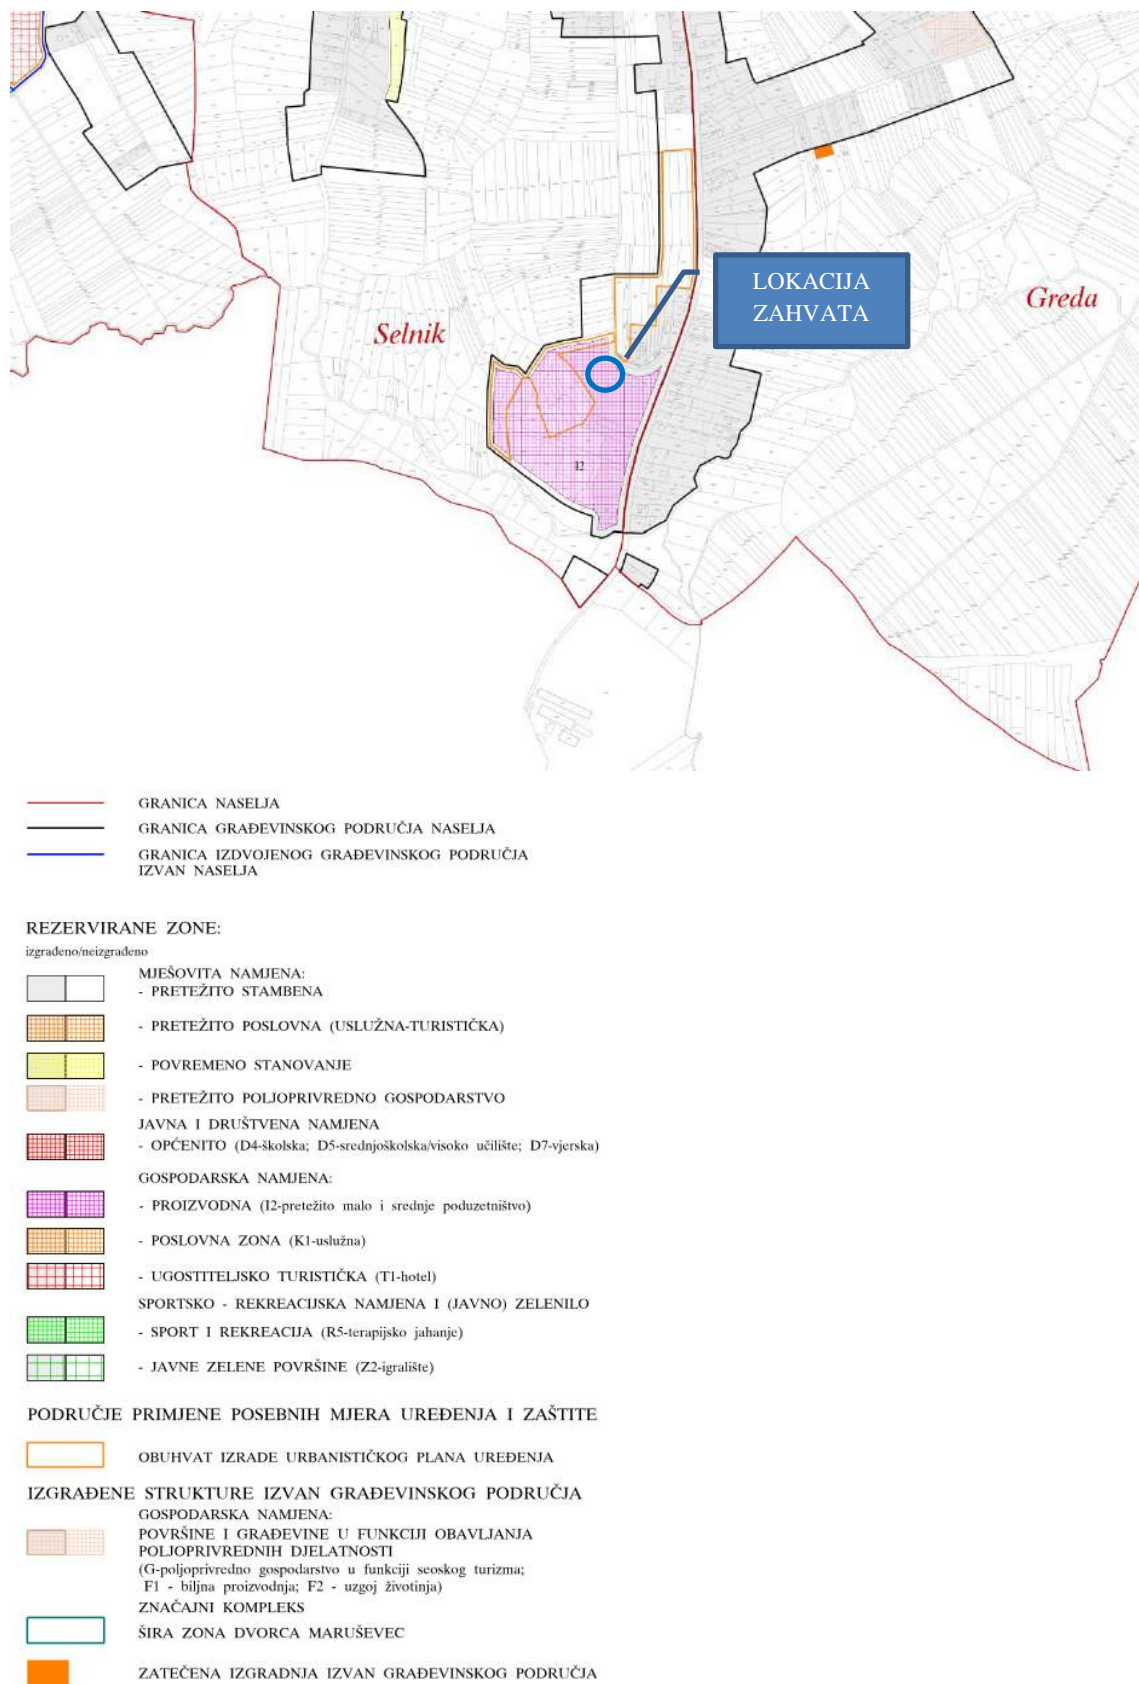 LOKACIJA
ZAHVATA
Greda
Selnik
I2
GRANICA NASELJA
GRANICA GRAĐEVINSKOG PODRUČJA NASELJA
GRANICA IZDVOJENOG GRAĐEVINSKOG PODRUČJA
IZVAN NASELJA
REZERVIRANE ZONE:
izgrađeno/neizgrađeno
MJEŠOVITA NAMJENA:
- PRETEŽITO STAMBENA
- PRETEŽITO POSLOVNA (USLUŽNA-TURISTIČKA)
- POVREMENO STANOVANJE
- PRETEŽITO POLJOPRIVREDNO GOSPODARSTVO
JAVNA I DRUŠTVENA NAMJENA
- OPĆENITO (D4-školska; D5-srednjoškolska/visoko učilište; D7-vjerska)
GOSPODARSKA NAMJENA:
- PROIZVODNA (I2-pretežito malo i srednje poduzetništvo)
- POSLOVNA ZONA (K1-uslužna)
- UGOSTITELJSKO TURISTIČKA (T1-hotel)
SPORTSKO - REKREACIJSKA NAMJENA I (JAVNO) ZELENILO
- SPORT I REKREACIJA (R5-terapijsko jahanje)
- JAVNE ZELENE POVRŠINE (Z2-igralište)
PODRUČJE PRIMJENE POSEBNIH MJERA UREĐENJA I ZAŠTITE
OBUHVAT IZRADE URBANISTIČKOG PLANA UREĐENJA
IZGRAĐENE STRUKTURE IZVAN GRAĐEVINSKOG PODRUČJA
GOSPODARSKA NAMJENA:
POVRŠINE I GRAĐEVINE U FUNKCIJI OBAVLJANJA
POLJOPRIVREDNIH DJELATNOSTI
(G-poljoprivredno gospodarstvo u funkciji seoskog turizma;
F1 - biljna proizvodnja; F2 - uzgoj životinja)
ZNAČAJNI KOMPLEKS
ŠIRA ZONA DVORCA MARUŠEVEC
ZATEČENA IZGRADNJA IZVAN GRAĐEVINSKOG PODRUČJA